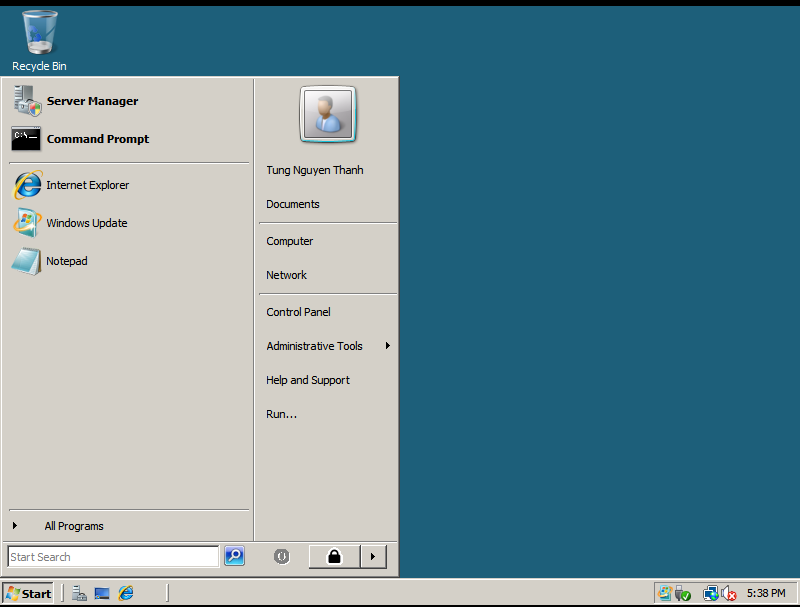 Recycle Bin
Server Manager
C:\._
Command Prompt
Internet Explorer
Windows Update
Notepad
All Programs
Start Search
Tung Nguyen Thanh
Documents
Computer
Network
Control Panel
Administrative Tools
Help and Support
Run...
Start
5:38 PM